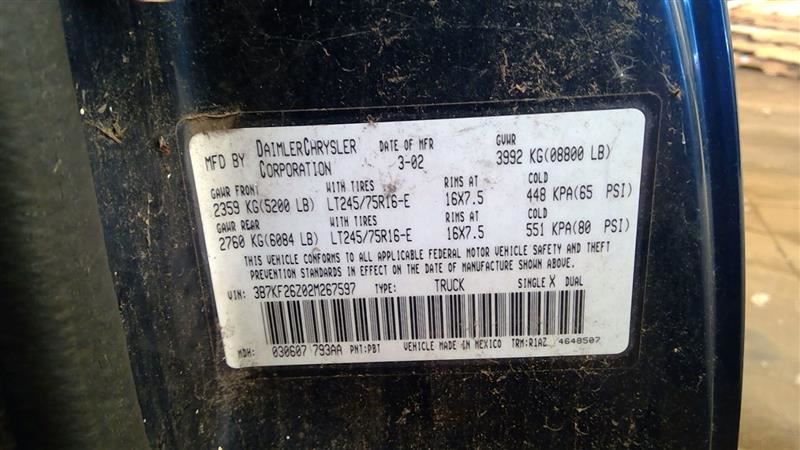 MFD BY DAIMLERCHRYSLER CORPORATION DATE OF MFR 3-02 GVWR 3992 KG(08800 LB)
GAWR FRONT WITH TIRES RIMS AT COLD
2359 KG(5200 LB) LT245/75R16-E 16X7.5 448 KPA(65 PSI)
GAWR REAR WITH TIRES RIMS AT COLD
2760 KG(6084 LB) LT245/75R16-E 16X7.5 551 KPA(80 PSI)
THIS VEHICLE CONFORMS TO ALL APPLICABLE FEDERAL MOTOR VEHICLE SAFETY AND THEFT
PREVENTION STANDARDS IN EFFECT ON THE DATE OF MANUFACTURE SHOWN ABOVE.
VIN: 3B7KF26Z02M267597 TYPE: TRUCK SINGLE X DUAL
MDH: 030607 793AA PNT:PBT VEHICLE MADE IN MEXICO TRM:R1AZ 4648507